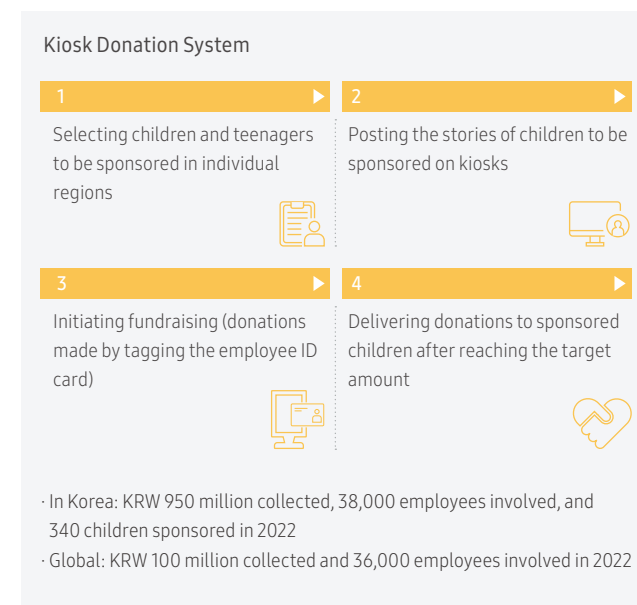 Kiosk Donation System
1
Selecting children and teenagers
to be sponsored in individual
regions
2
Posting the stories of children to be
sponsored on kiosks
3
Initiating fundraising (donations
made by tagging the employee ID
card)
4
Delivering donations to sponsored
children after reaching the target
amount
· In Korea: KRW 950 million collected, 38,000 employees involved, and
340 children sponsored in 2022
· Global: KRW 100 million collected and 36,000 employees involved in 2022